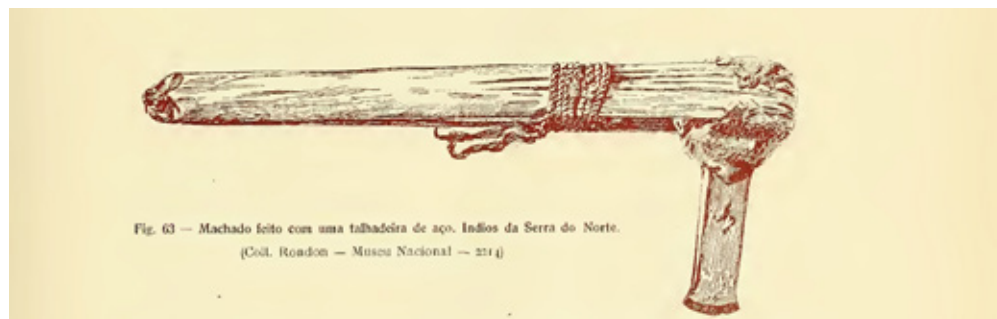 Fig. 63 — Machado feito com uma talhadeira de aço. Indios da Serra do Norte.
(Coll. Rondon — Museu Nacional — 2214)